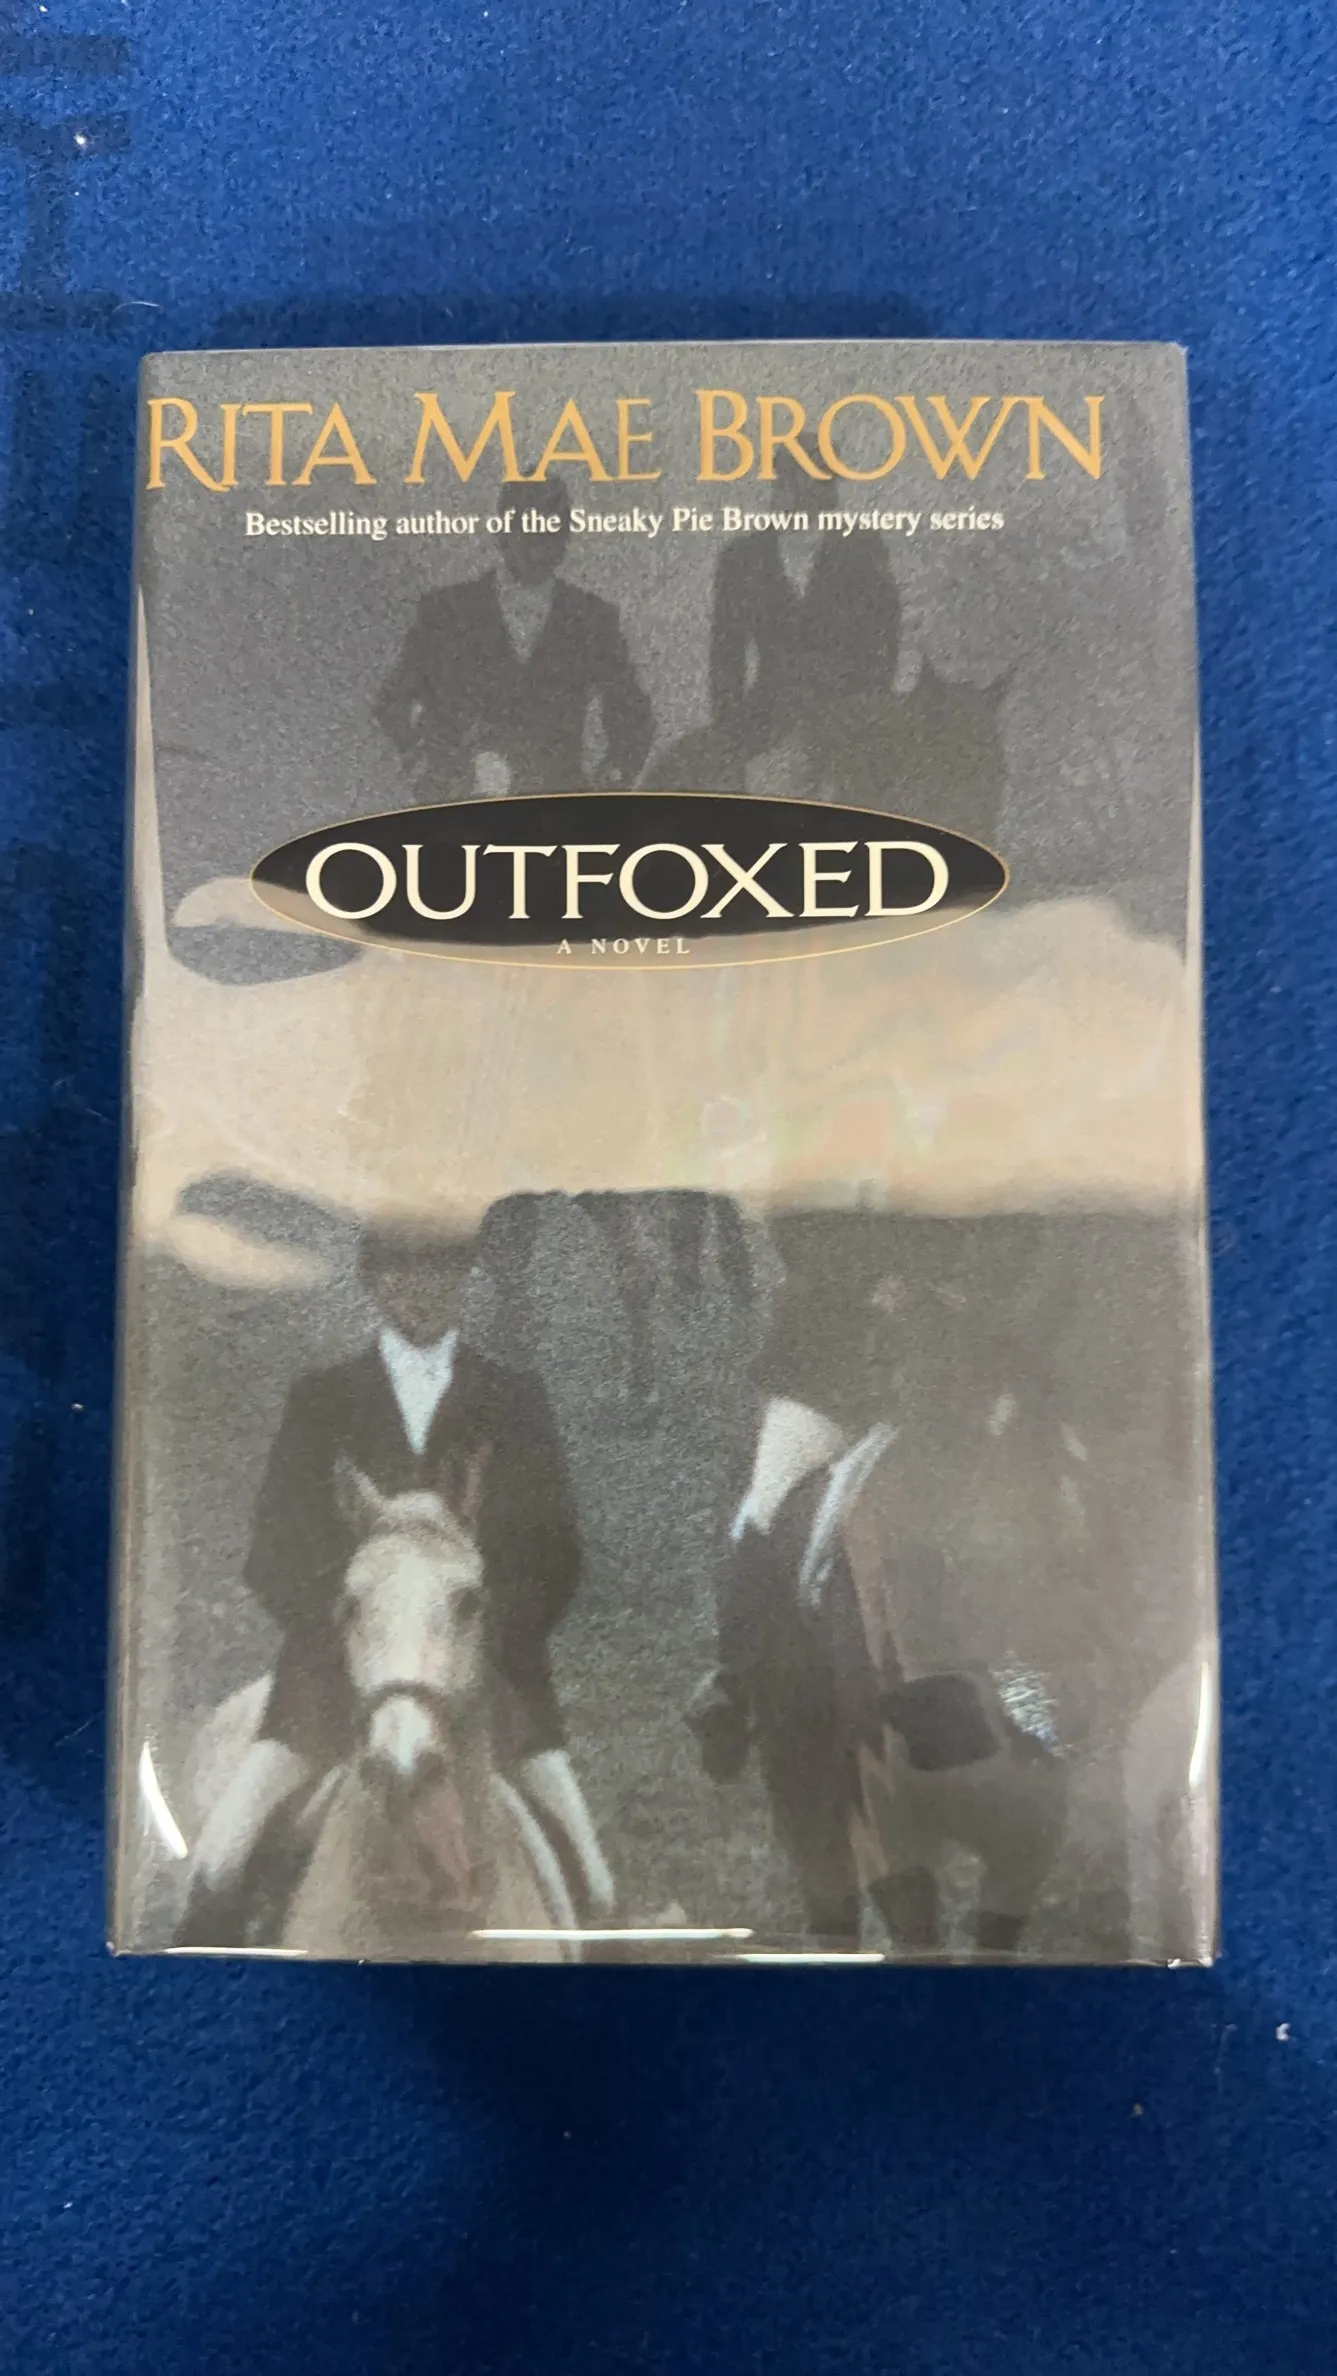 RITA MAE BROWN
Bestselling author of the Sneaky Pie Brown mystery series
OUTFOXED
A NOVEL